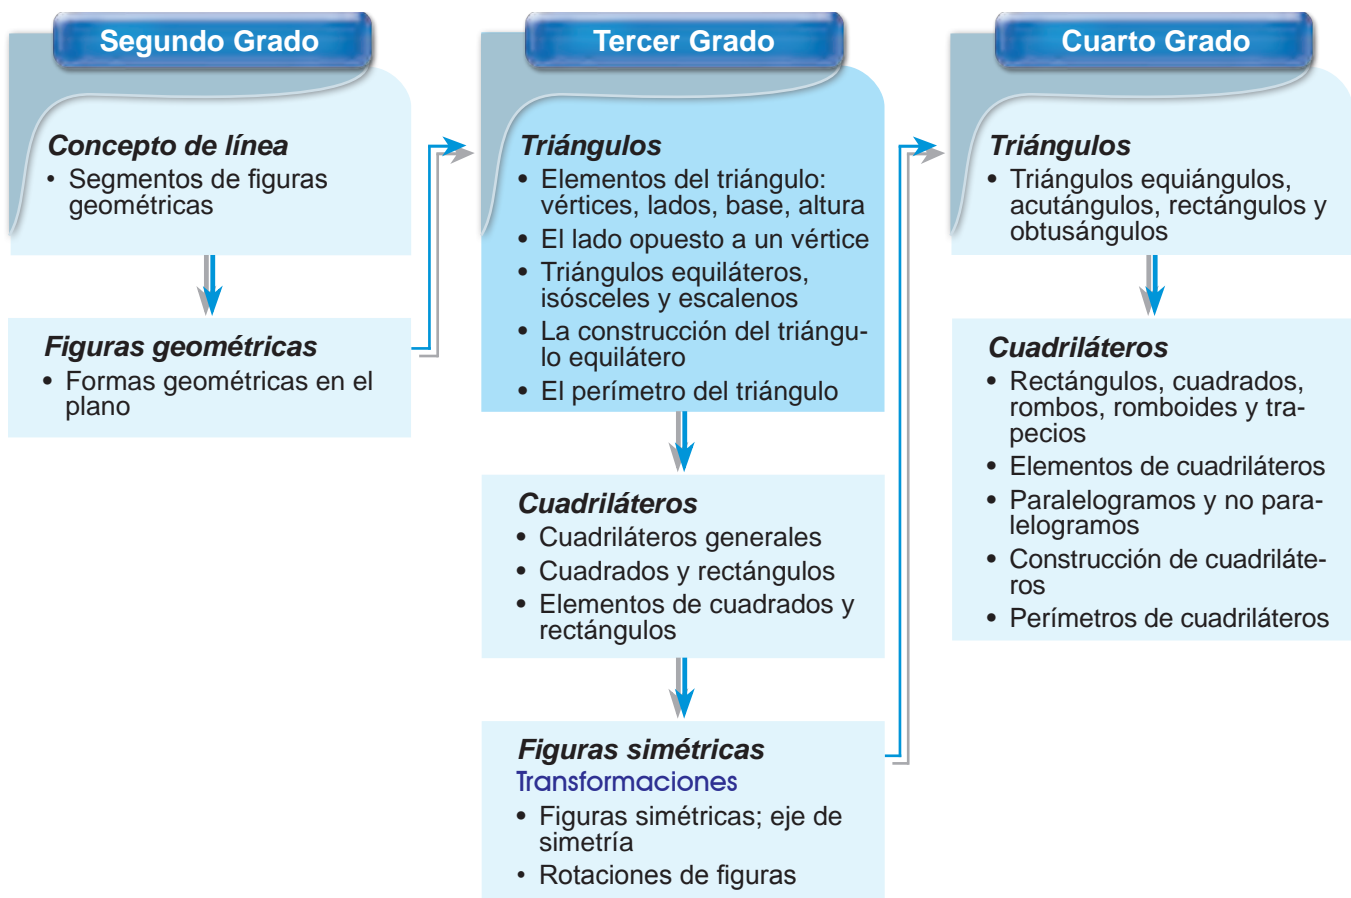 Segundo Grado
Concepto de línea
• Segmentos de figuras
geométricas
Figuras geométricas
• Formas geométricas en el
plano
Tercer Grado
Triángulos
• Elementos del triángulo:
vértices, lados, base, altura
• El lado opuesto a un vértice
• Triángulos equiláteros,
isósceles y escalenos
• La construcción del triángu-
lo equilátero
• El perímetro del triángulo
Cuadriláteros
• Cuadriláteros generales
• Cuadrados y rectángulos
• Elementos de cuadrados y
rectángulos
Figuras simétricas
Transformaciones
• Figuras simétricas; eje de
simetría
• Rotaciones de figuras
Cuarto Grado
Triángulos
• Triángulos equiángulos,
acutángulos, rectángulos y
obtusángulos
Cuadriláteros
• Rectángulos, cuadrados,
rombos, romboides y tra-
pecios
• Elementos de cuadriláteros
• Paralelogramos y no para-
lelogramos
• Construcción de cuadriláte-
ros
• Perímetros de cuadriláteros